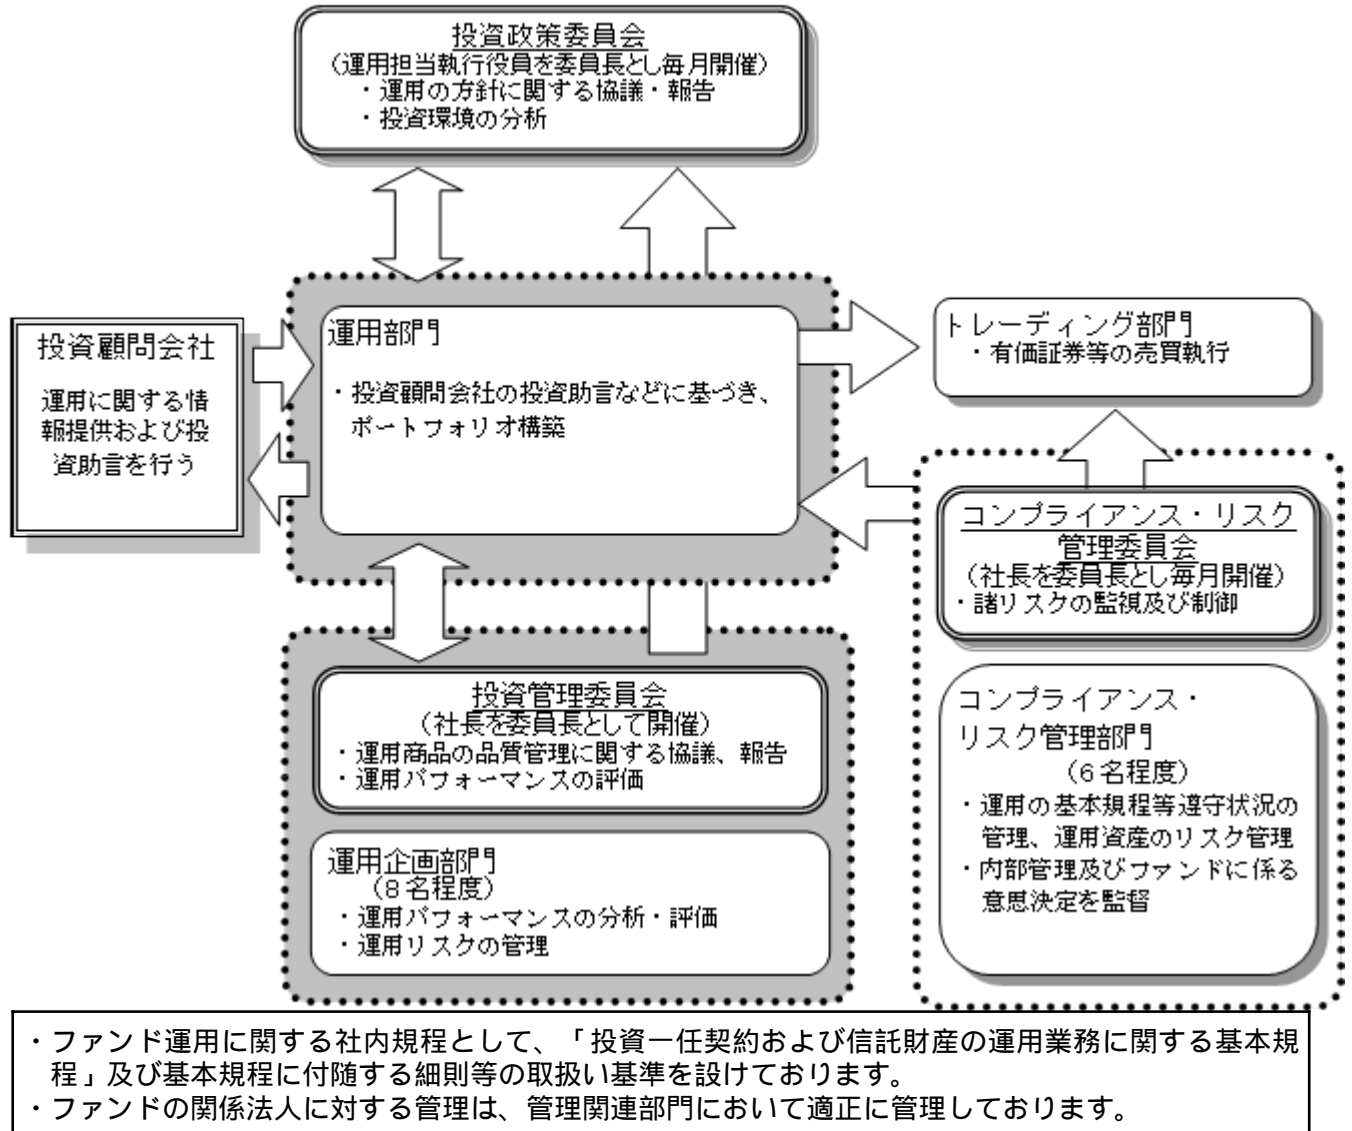 投資政策委員会
（運用担当執行役員を委員長とし毎月開催）
・運用の方針に関する協議・報告
・投資環境の分析
投資顧問会社
運用に関する情
報提供および投
資助言を行う
運用部門
・投資顧問会社の投資助言などに基づき、
ポートフォリオ構築
トレーディング部門
・有価証券等の売買執行
コンプライアンス・リスク
管理委員会
（社長を委員長とし毎月開催）
・諸リスクの監視及び制御
コンプライアンス・
リスク管理部門
（６名程度）
・運用の基本規程等遵守状況の
管理、運用資産のリスク管理
・内部管理及びファンドに係る
意思決定を監督
投資管理委員会
（社長を委員長として開催）
・運用商品の品質管理に関する協議、報告
・運用パフォーマンスの評価
運用企画部門
（８名程度）
・運用パフォーマンスの分析・評価
・運用リスクの管理
・ファンド運用に関する社内規程として、「投資一任契約および信託財産の運用業務に関する基本規
程」及び基本規程に付随する細則等の取扱い基準を設けております。
・ファンドの関係法人に対する管理は、管理関連部門において適正に管理しております。